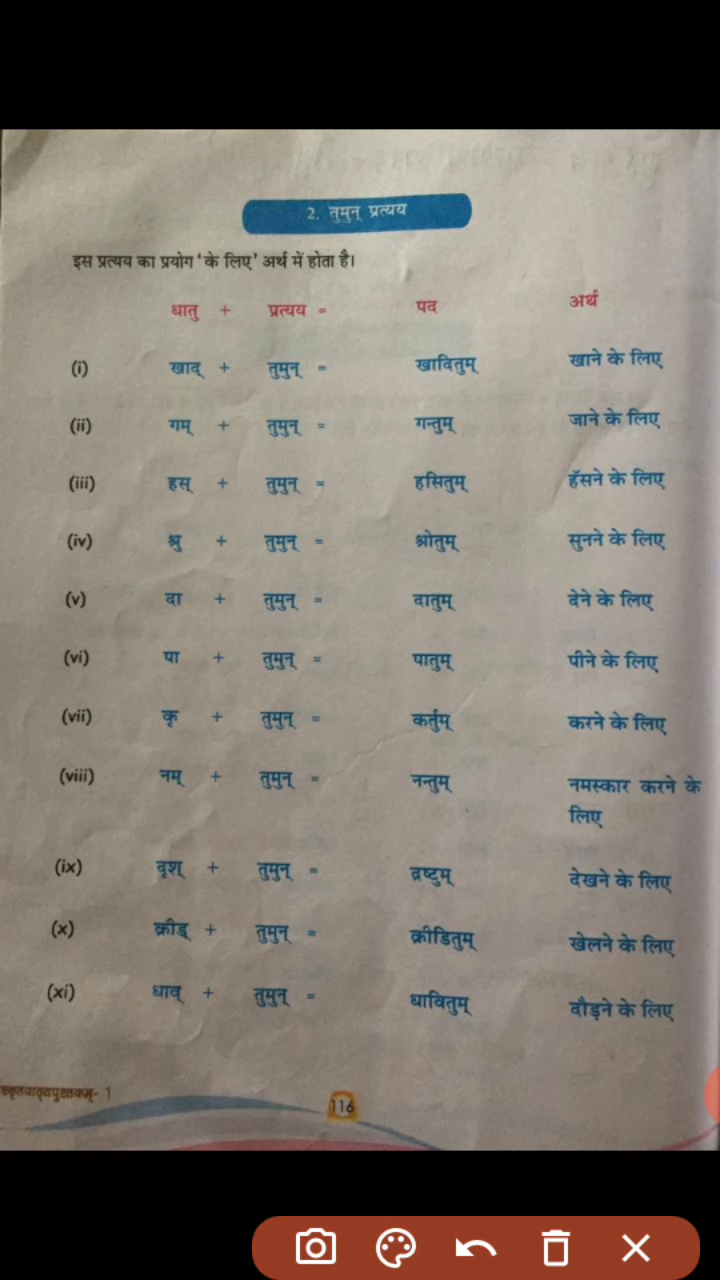 2. तुमुन् प्रत्यय
इस प्रत्यय का प्रयोग 'के लिए' अर्थ में होता है।
धातु + प्रत्यय = पद अर्थ
(i) खाद् + तुमुन् = खादितुम् खाने के लिए
(ii) गम् + तुमुन् = गन्तुम् जाने के लिए
(iii) हस् + तुमुन् = हसितुम् हँसने के लिए
(iv) श्रु + तुमुन् = श्रोतुम् सुनने के लिए
(v) दा + तुमुन् = दातुम् देने के लिए
(vi) पा + तुमुन् = पातुम् पीने के लिए
(vii) कृ + तुमुन् = कर्तुम् करने के लिए
(viii) नम् + तुमुन् = नन्तुम् नमस्कार करने के
लिए
(ix) दृश् + तुमुन् = द्रष्टुम् देखने के लिए
(x) क्रीड् + तुमुन् = क्रीडितुम् खेलने के लिए
(xi) धाव् + तुमुन् = धावितुम् दौड़ने के लिए
116